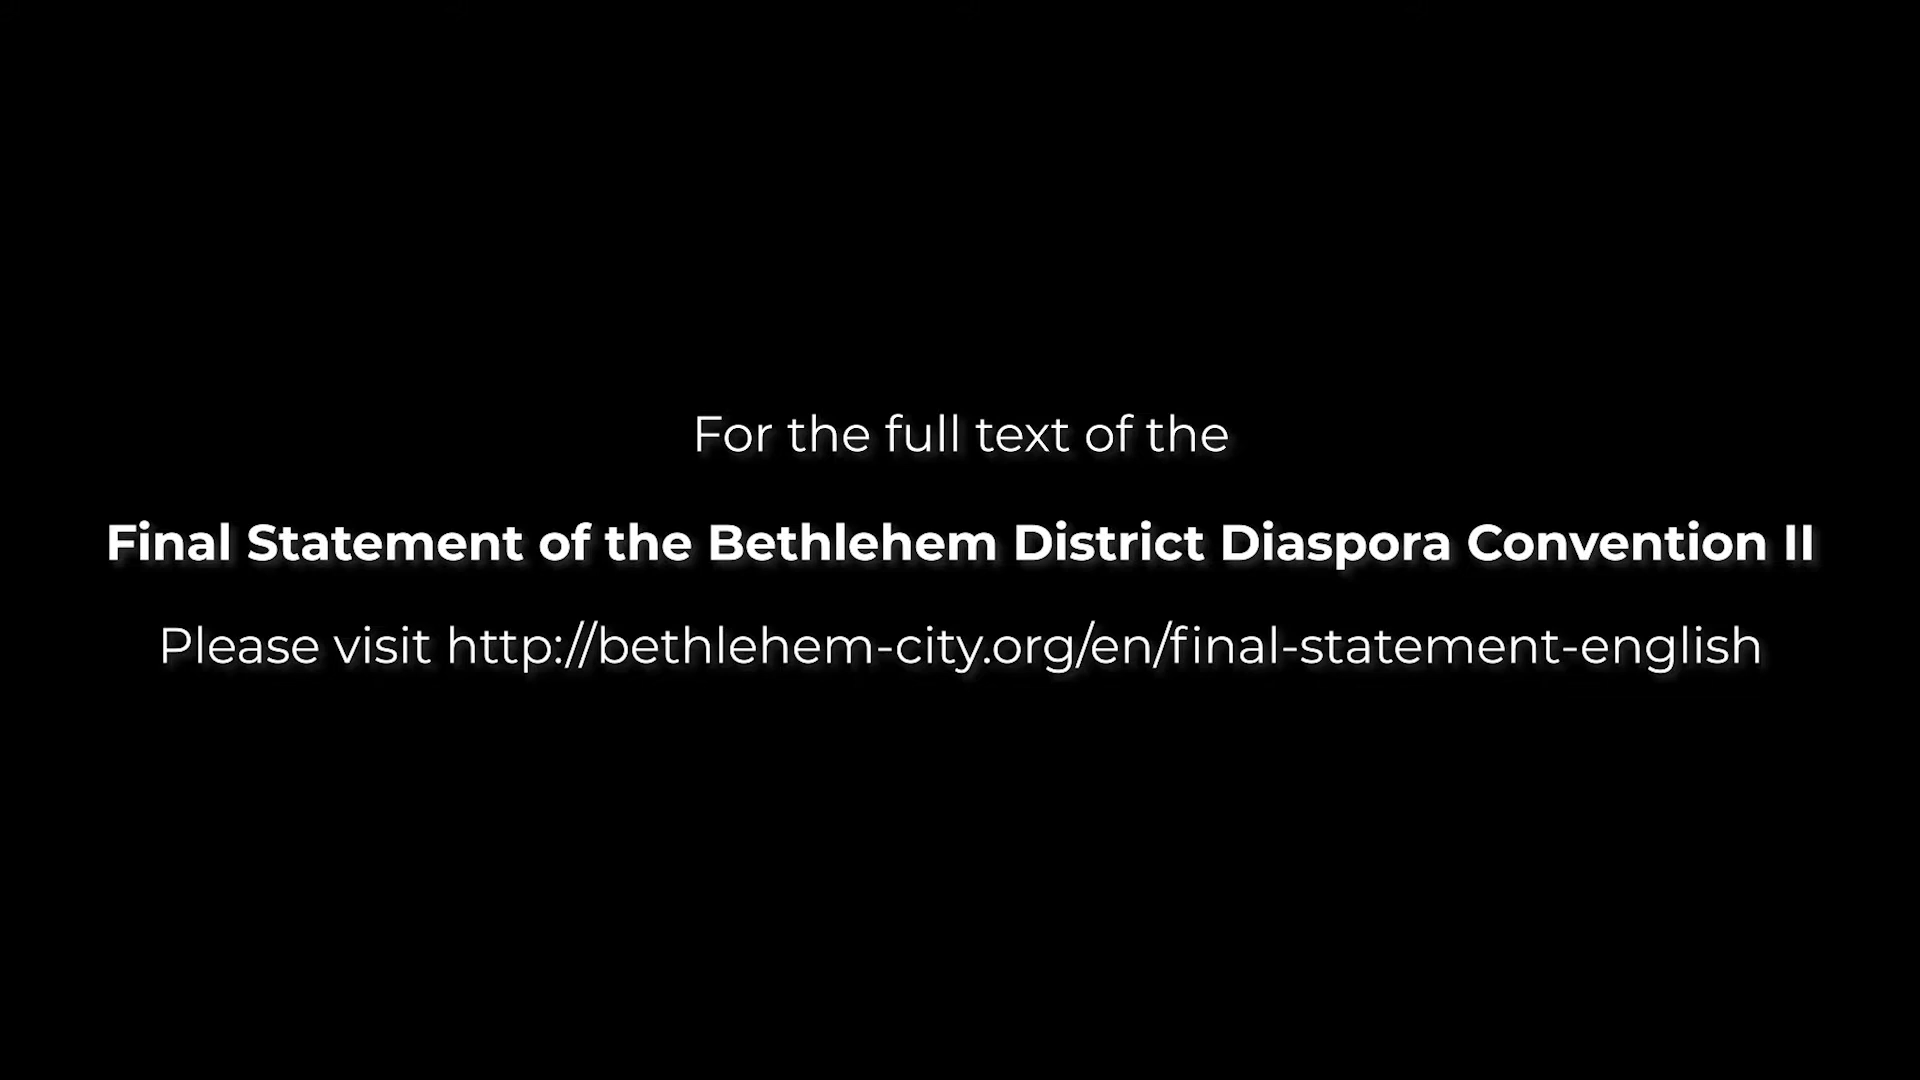 For the full text of the
Final Statement of the Bethlehem District Diaspora Convention II
Please visit http://bethlehem-city.org/en/final-statement-english